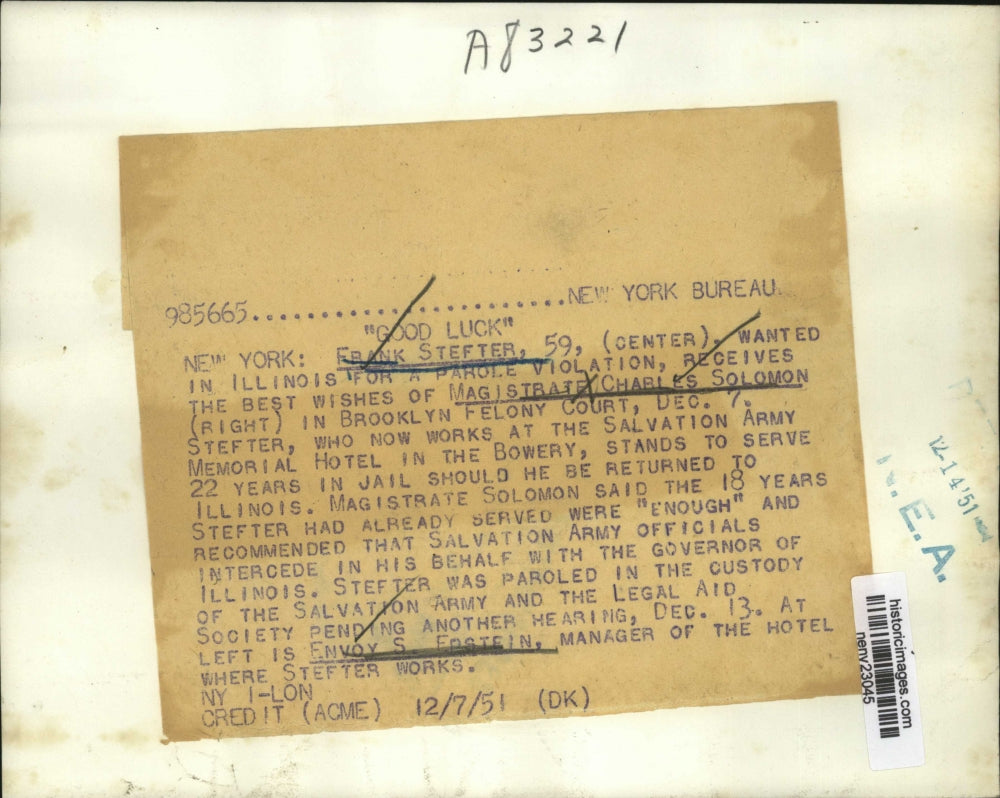 A83221
985665......................NEW YORK BUREAU
"GOOD LUCK"
NEW YORK: FRANK STEFTER, 59, (CENTER), WANTED
IN ILLINOIS FOR A PAROLE VIOLATION, RECEIVES
THE BEST WISHES OF MAGISTRATE CHARLES SOLOMON
(RIGHT) IN BROOKLYN FELONY COURT, DEC. 7.
STEFTER, WHO NOW WORKS AT THE SALVATION ARMY
MEMORIAL HOTEL IN THE BOWERY, STANDS TO SERVE
22 YEARS IN JAIL SHOULD HE BE RETURNED TO
ILLINOIS. MAGISTRATE SOLOMON SAID THE 18 YEARS
STEFTER HAD ALREADY SERVED WERE "ENOUGH" AND
RECOMMENDED THAT SALVATION ARMY OFFICIALS
INTERCEDE IN HIS BEHALF WITH THE GOVERNOR OF
ILLINOIS. STEFTER WAS PAROLED IN THE CUSTODY
OF THE SALVATION ARMY AND THE LEGAL AID
SOCIETY PENDING ANOTHER HEARING, DEC. 13. AT
LEFT IS ENVOY S. EPSTEIN, MANAGER OF THE HOTEL
WHERE STEFTER WORKS.
NY 1-LON
CREDIT (ACME) 12/7/51 (DK)
12-14'51
N.E.A.
historicimages.com
nenv23045